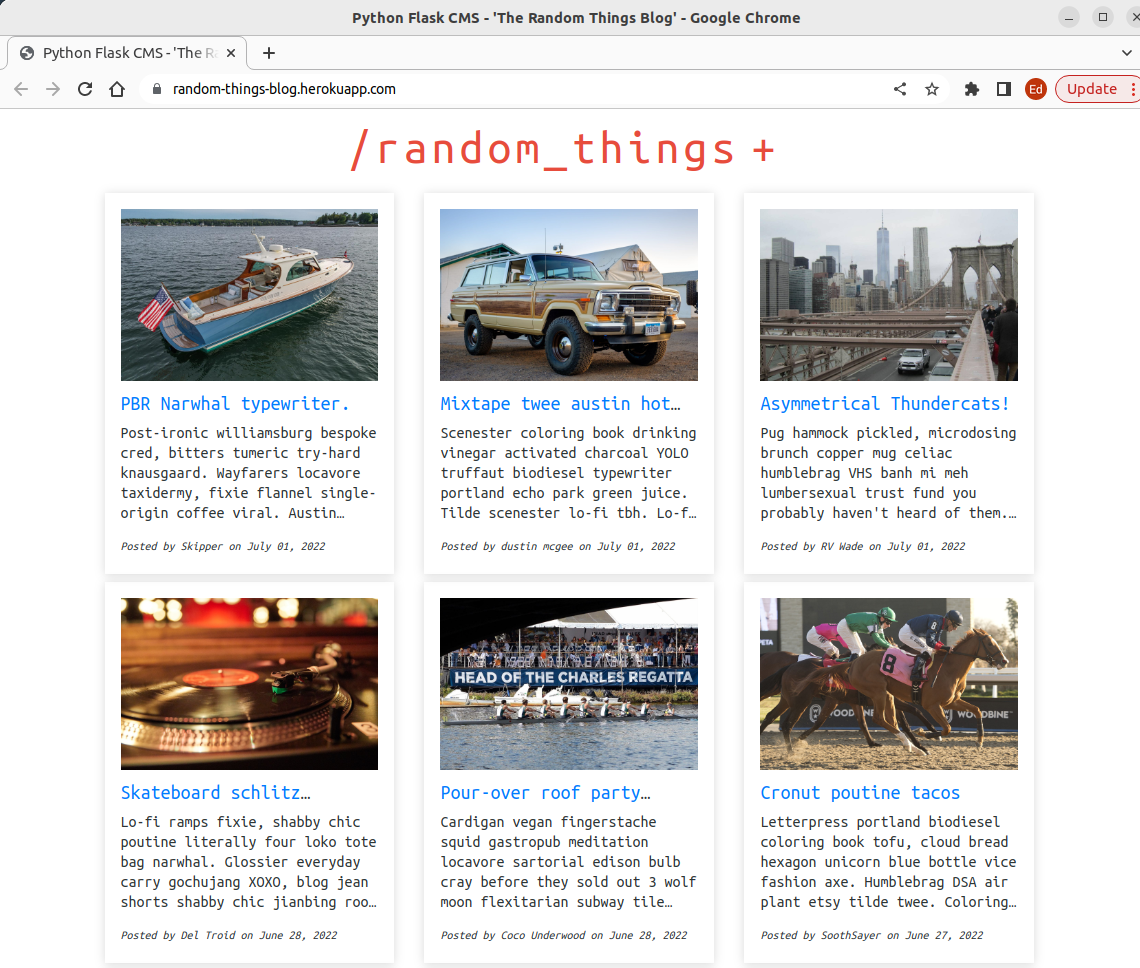 Python Flask CMS - 'The Random Things Blog' - Google Chrome
Python Flask CMS - 'The Ra
random-things-blog.herokuapp.com
Ed
Update
/random_things +
PBR Narwhal typewriter.
Post-ironic williamsburg bespoke
cred, bitters tumeric try-hard
knausgaard. Wayfarers locavore
taxidermy, fixie flannel single-
origin coffee viral. Austin…
Posted by Skipper on July 01, 2022
Mixtape twee austin hot…
Scenester coloring book drinking
vinegar activated charcoal YOLO
truffaut biodiesel typewriter
portland echo park green juice.
Tilde scenester lo-fi tbh. Lo-f…
Posted by dustin mcgee on July 01, 2022
Asymmetrical Thundercats!
Pug hammock pickled, microdosing
brunch copper mug celiac
humblebrag VHS banh mi meh
lumbersexual trust fund you
probably haven't heard of them.…
Posted by RV Wade on July 01, 2022
Skateboard schlitz…
Lo-fi ramps fixie, shabby chic
poutine literally four loko tote
bag narwhal. Glossier everyday
carry gochujang XOXO, blog jean
shorts shabby chic jianbing roo…
Posted by Del Troid on June 28, 2022
HEAD OF THE CHARLES REGATTA
Pour-over roof party…
Cardigan vegan fingerstache
squid gastropub meditation
locavore sartorial edison bulb
cray before they sold out 3 wolf
moon flexitarian subway tile…
Posted by Coco Underwood on June 28, 2022
8
8
WOODBINE
Cronut poutine tacos
Letterpress portland biodiesel
coloring book tofu, cloud bread
hexagon unicorn blue bottle vice
fashion axe. Humblebrag DSA air
plant etsy tilde twee. Coloring…
Posted by SoothSayer on June 27, 2022